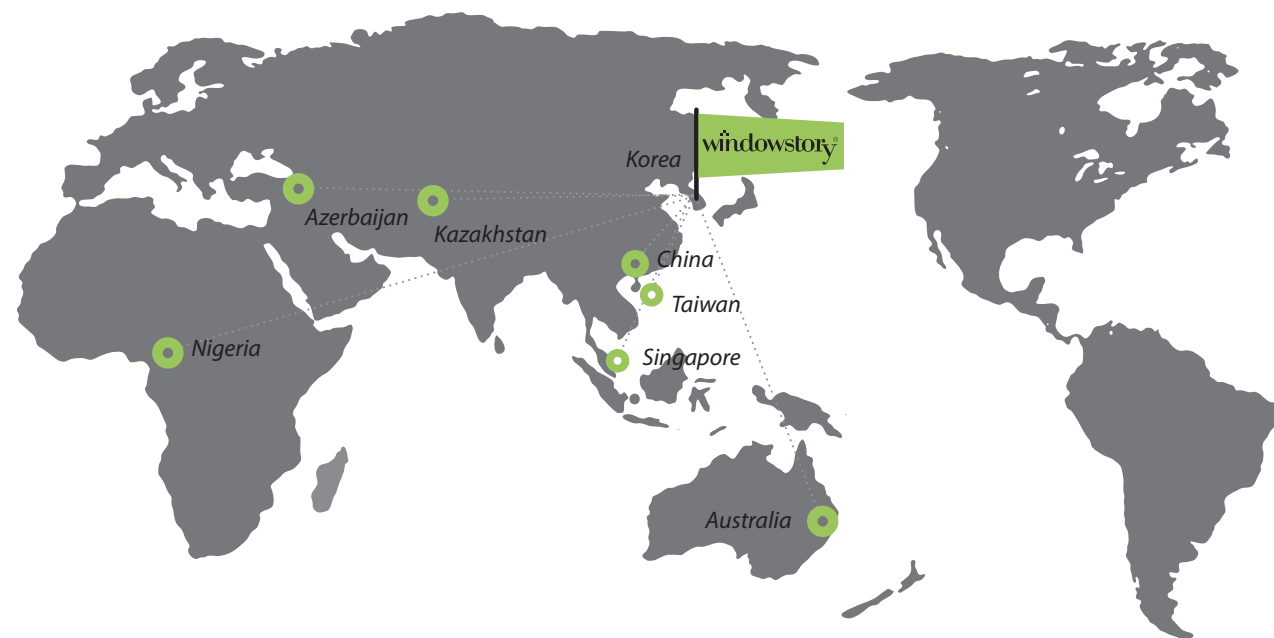 windowstory®
Korea
Azerbaijan
Kazakhstan
China
Taiwan
Nigeria
Singapore
Australia